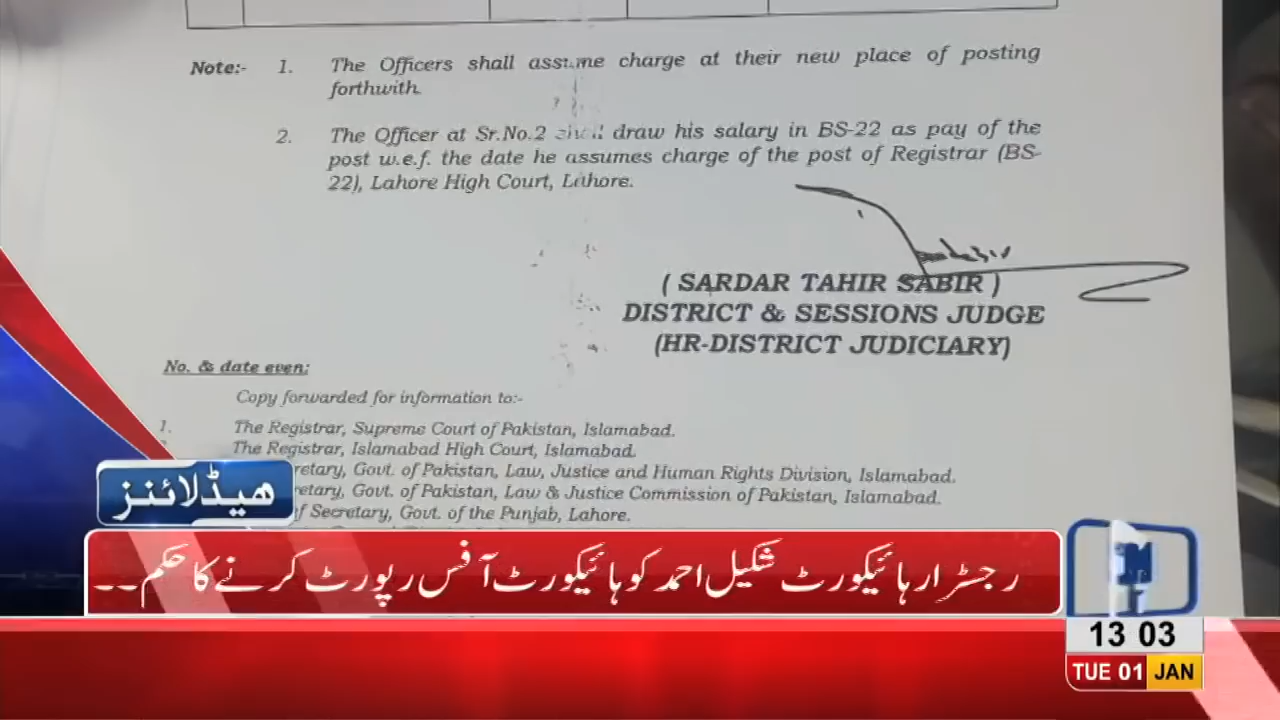 Note:- 1. The Officers shall assume charge at their new place of posting
forthwith.
2. The Officer at Sr.No.2 shall draw his salary in BS-22 as pay of the
post w.e.f. the date he assumes charge of the post of Registrar (BS-
22), Lahore High Court, Lahore.
( SARDAR TAHIR SABIR )
DISTRICT & SESSIONS JUDGE
(HR-DISTRICT JUDICIARY)
No. & date even:
Copy forwarded for information to:-
1. The Registrar, Supreme Court of Pakistan, Islamabad.
The Registrar, Islamabad High Court, Islamabad.
retary, Govt. of Pakistan, Law, Justice and Human Rights Division, Islamabad.
retary, Govt. of Pakistan, Law & Justice Commission of Pakistan, Islamabad.
f Secretary, Govt. of the Punjab, Lahore.
ھیڈلائنز
رجسٹرار ہائیکورٹ شکیل احمد کو ہائیکورٹ آفس رپورٹ کرنے کا حکم۔۔
13 03
TUE 01 JAN